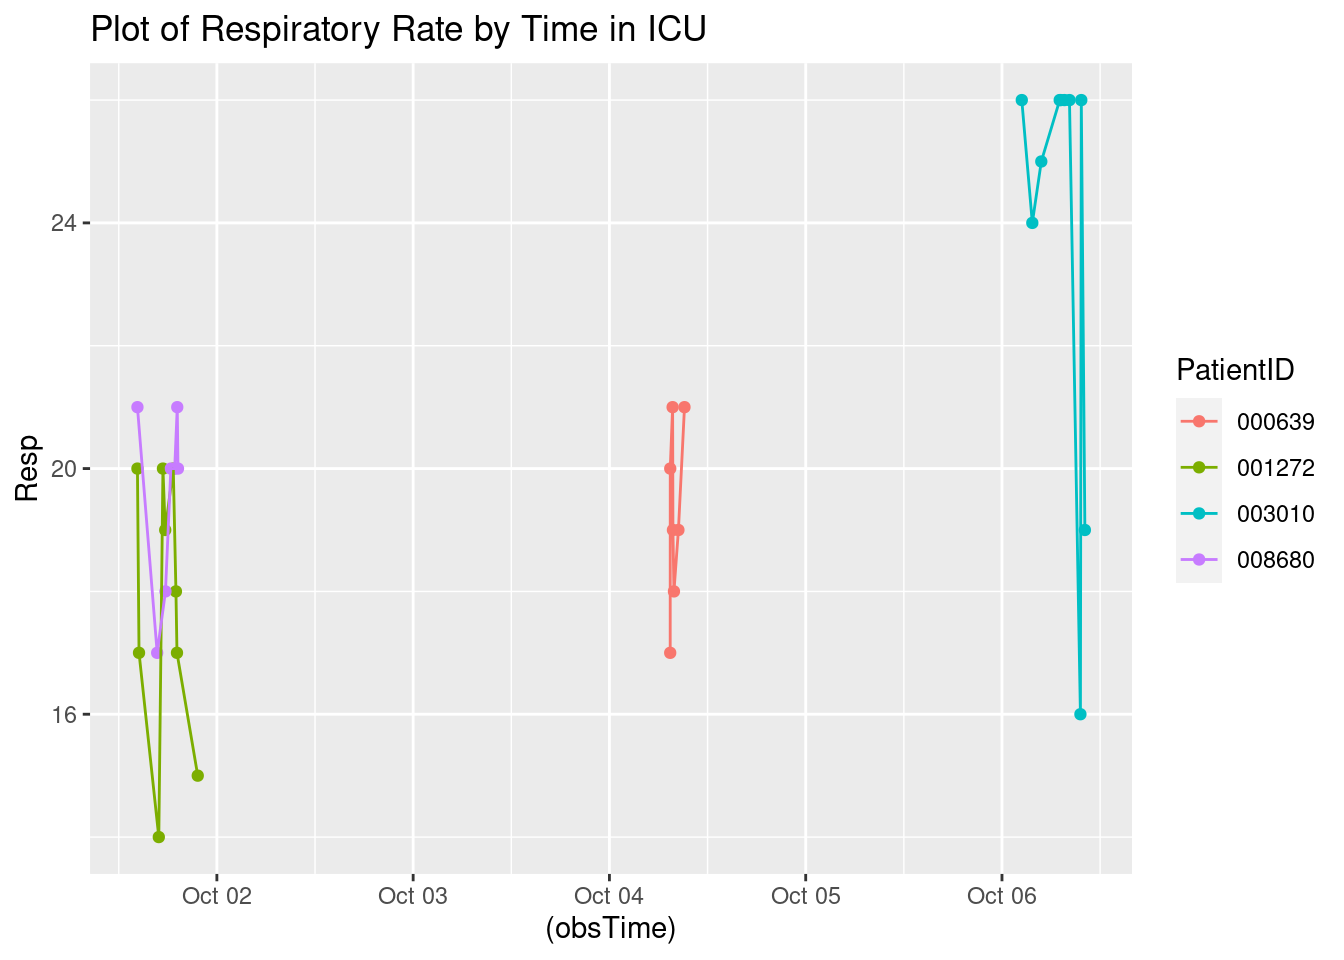 Plot of Respiratory Rate by Time in ICU
Resp
24
20
16
Oct 02
Oct 03
Oct 04
Oct 05
Oct 06
(obsTime)
PatientID
000639
001272
003010
008680